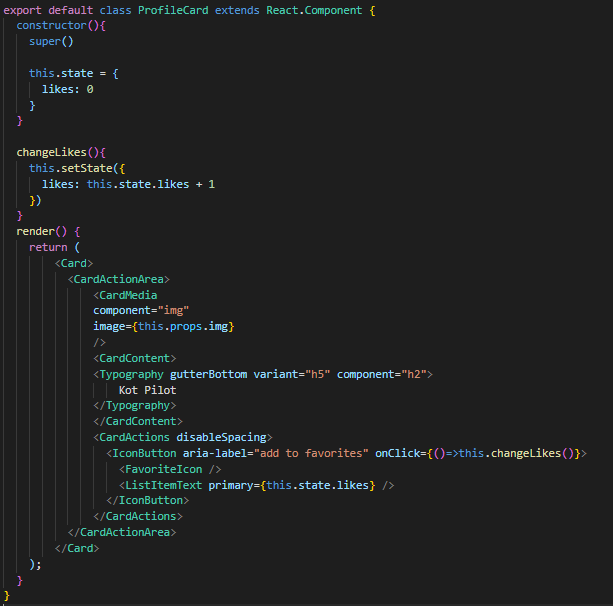 export default class ProfileCard extends React.Component {
constructor(){
super()
this.state = {
likes: 0
}
}
changeLikes(){
this.setState({
likes: this.state.likes + 1
})
}
render() {
return (
<Card>
<CardActionArea>
<CardMedia
component="img"
image={this.props.img}
/>
<CardContent>
<Typography gutterBottom variant="h5" component="h2">
Kot Pilot
</Typography>
</CardContent>
<CardActions disableSpacing>
<IconButton aria-label="add to favorites" onClick={()=>this.changeLikes()}>
<FavoriteIcon />
<ListItemText primary={this.state.likes} />
</IconButton>
</CardActions>
</CardActionArea>
</Card>
);
}
}